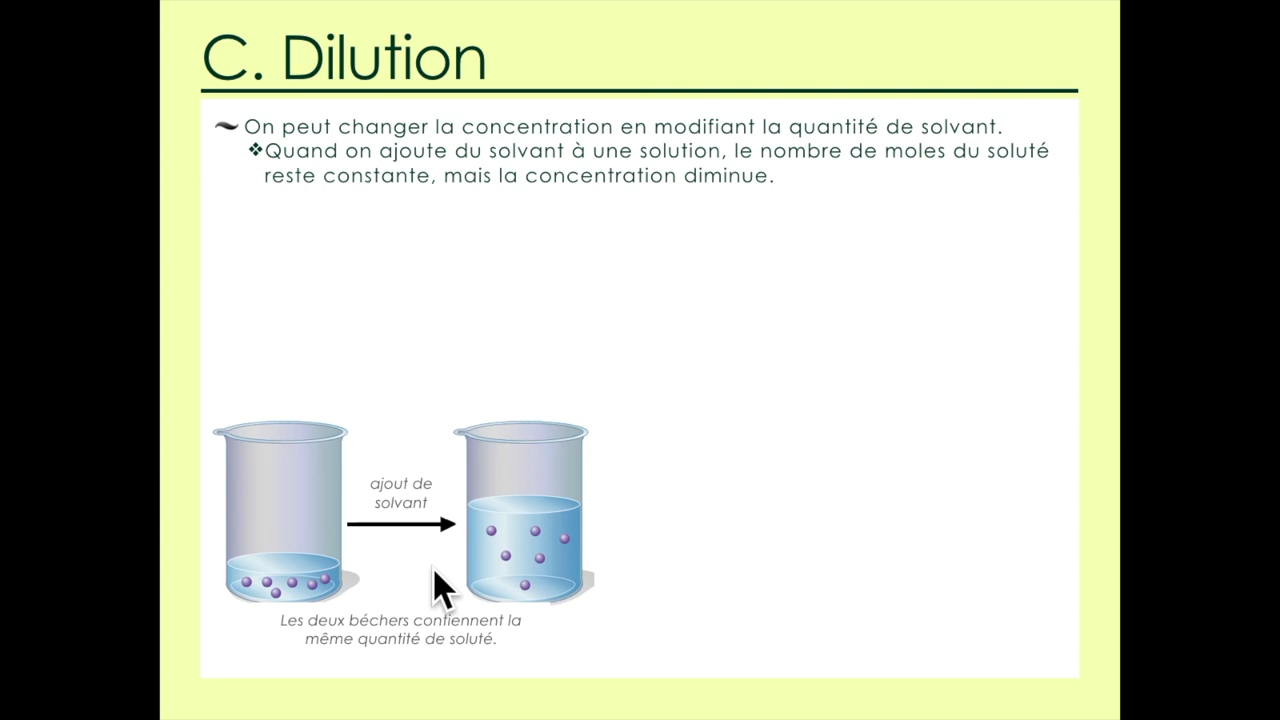 C. Dilution
On peut changer la concentration en modifiant la quantité de solvant.
❖Quand on ajoute du solvant à une solution, le nombre de moles du soluté
reste constante, mais la concentration diminue.
ajout de
solvant
Les deux béchers contiennent la
même quantité de soluté.